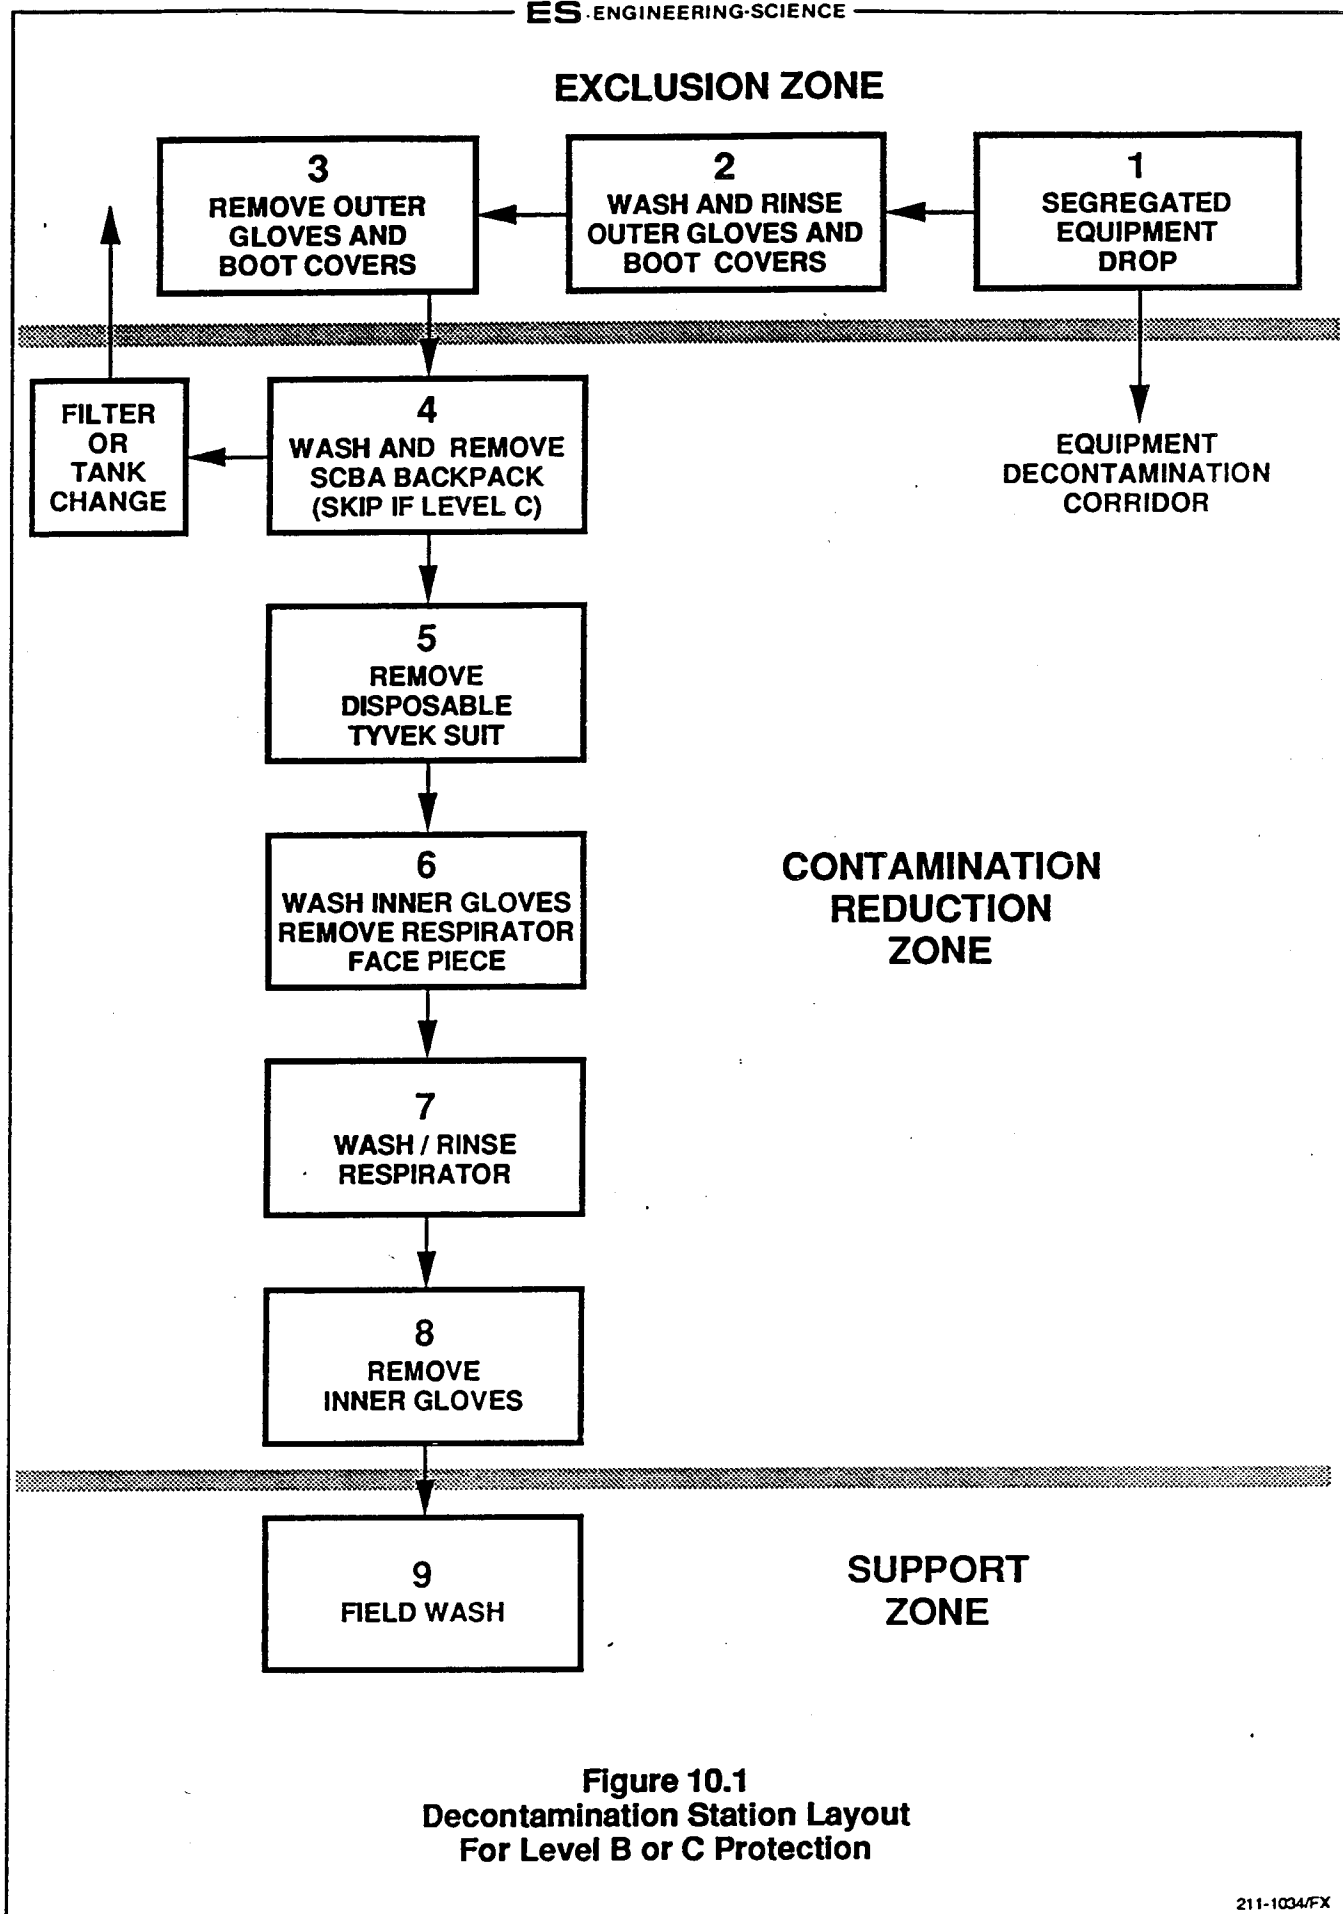 ES ENGINEERING-SCIENCE
EXCLUSION ZONE
3
REMOVE OUTER
GLOVES AND
BOOT COVERS
2
WASH AND RINSE
OUTER GLOVES AND
BOOT COVERS
1
SEGREGATED
EQUIPMENT
DROP
FILTER
OR
TANK
CHANGE
4
WASH AND REMOVE
SCBA BACKPACK
(SKIP IF LEVEL C)
EQUIPMENT
DECONTAMINATION
CORRIDOR
5
REMOVE
DISPOSABLE
TYVEK SUIT
6
WASH INNER GLOVES
REMOVE RESPIRATOR
FACE PIECE
CONTAMINATION
REDUCTION
ZONE
7
WASH / RINSE
RESPIRATOR
8
REMOVE
INNER GLOVES
9
FIELD WASH
SUPPORT
ZONE
Figure 10.1
Decontamination Station Layout
For Level B or C Protection
211-1034/FX